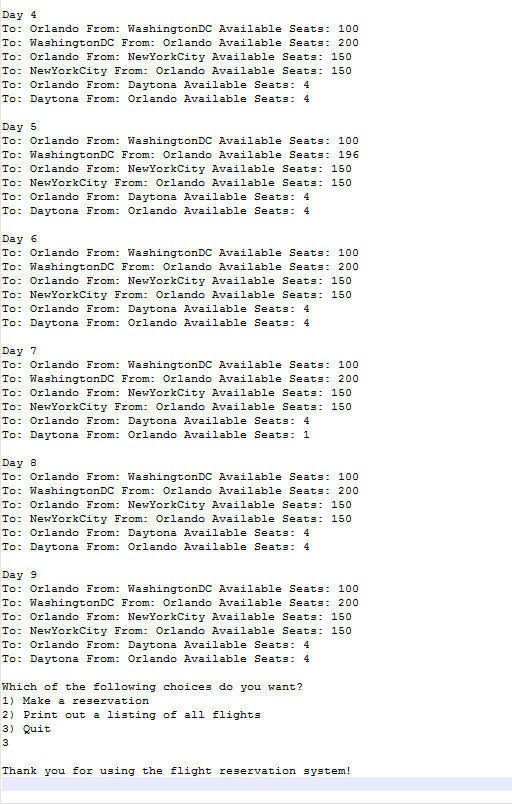 Day 4
To: Orlando From: WashingtonDC Available Seats: 100
To: WashingtonDC From: Orlando Available Seats: 200
To: Orlando From: NewYorkCity Available Seats: 150
To: NewYorkCity From: Orlando Available Seats: 150
To: Orlando From: Daytona Available Seats: 4
To: Daytona From: Orlando Available Seats: 4

Day 5
To: Orlando From: WashingtonDC Available Seats: 100
To: WashingtonDC From: Orlando Available Seats: 196
To: Orlando From: NewYorkCity Available Seats: 150
To: NewYorkCity From: Orlando Available Seats: 150
To: Orlando From: Daytona Available Seats: 4
To: Daytona From: Orlando Available Seats: 4

Day 6
To: Orlando From: WashingtonDC Available Seats: 100
To: WashingtonDC From: Orlando Available Seats: 200
To: Orlando From: NewYorkCity Available Seats: 150
To: NewYorkCity From: Orlando Available Seats: 150
To: Orlando From: Daytona Available Seats: 4
To: Daytona From: Orlando Available Seats: 4

Day 7
To: Orlando From: WashingtonDC Available Seats: 100
To: WashingtonDC From: Orlando Available Seats: 200
To: Orlando From: NewYorkCity Available Seats: 150
To: NewYorkCity From: Orlando Available Seats: 150
To: Orlando From: Daytona Available Seats: 4
To: Daytona From: Orlando Available Seats: 1

Day 8
To: Orlando From: WashingtonDC Available Seats: 100
To: WashingtonDC From: Orlando Available Seats: 200
To: Orlando From: NewYorkCity Available Seats: 150
To: NewYorkCity From: Orlando Available Seats: 150
To: Orlando From: Daytona Available Seats: 4
To: Daytona From: Orlando Available Seats: 4

Day 9
To: Orlando From: WashingtonDC Available Seats: 100
To: WashingtonDC From: Orlando Available Seats: 200
To: Orlando From: NewYorkCity Available Seats: 150
To: NewYorkCity From: Orlando Available Seats: 150
To: Orlando From: Daytona Available Seats: 4
To: Daytona From: Orlando Available Seats: 4

Which of the following choices do you want?
1) Make a reservation
2) Print out a listing of all flights
3) Quit
3

Thank you for using the flight reservation system!